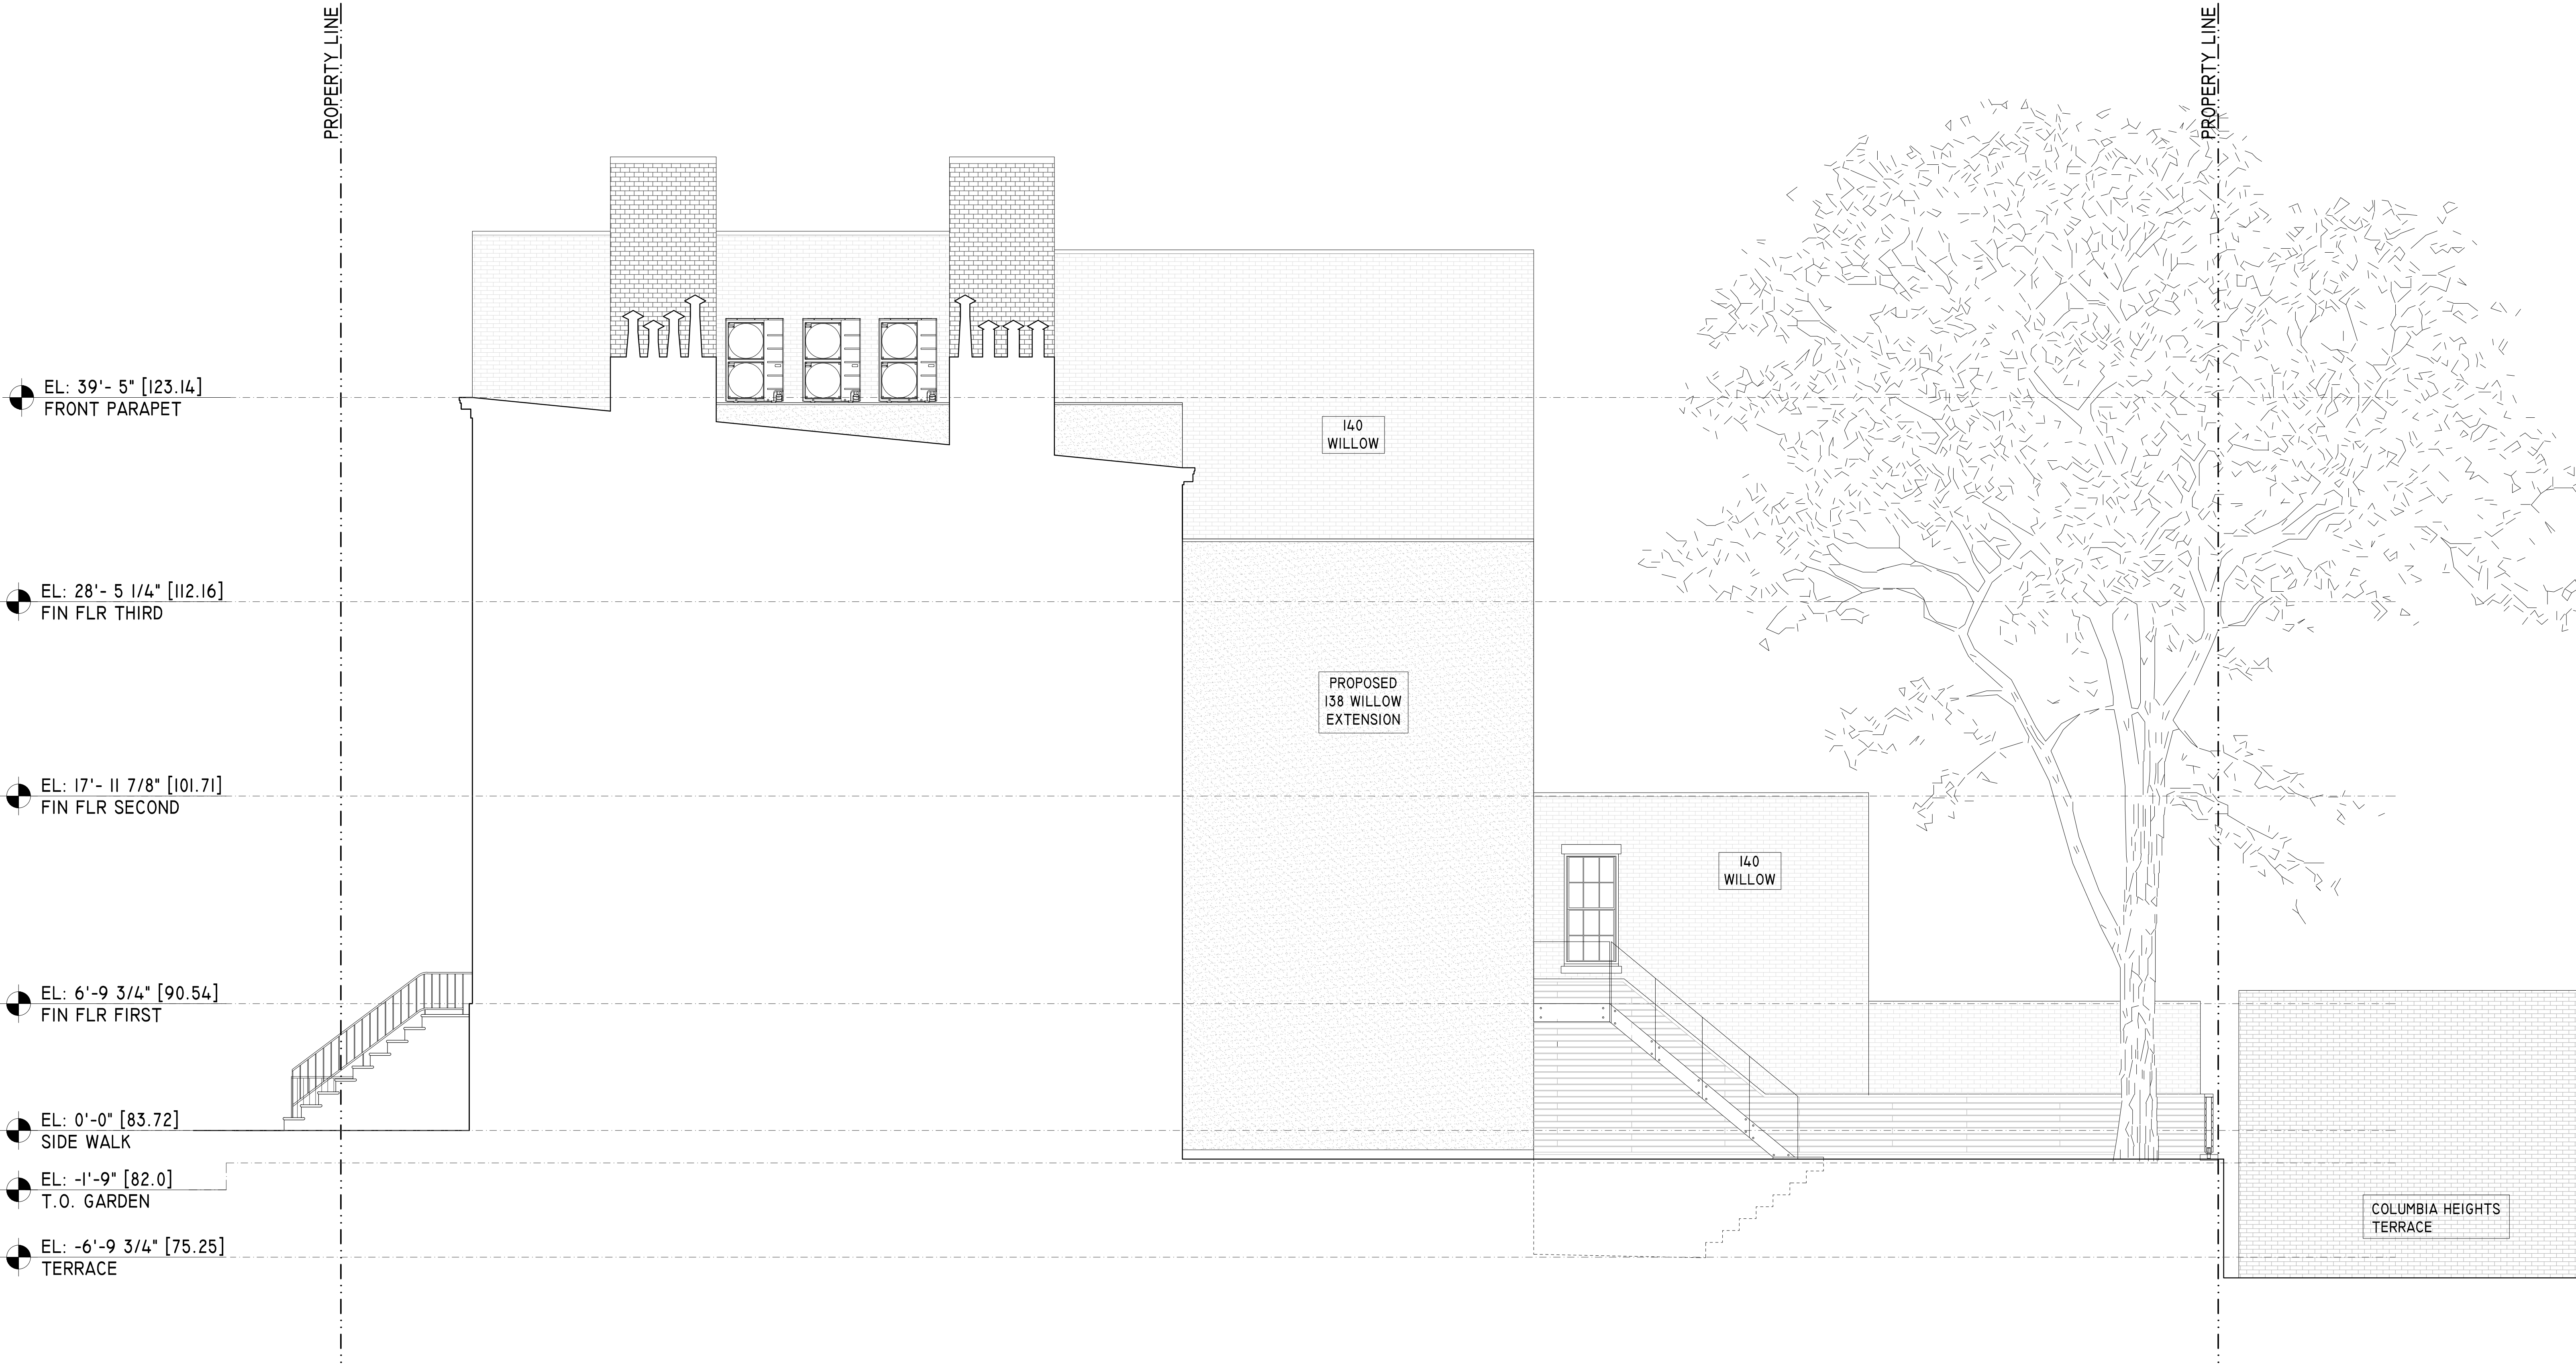 PROPERTY LINE
PROPERTY LINE
EL: 39'- 5" [123.14]
FRONT PARAPET
140
WILLOW
EL: 28'- 5 1/4" [112.16]
FIN FLR THIRD
PROPOSED
138 WILLOW
EXTENSION
EL: 17'- 11 7/8" [101.71]
FIN FLR SECOND
140
WILLOW
EL: 6'-9 3/4" [90.54]
FIN FLR FIRST
EL: 0'-0" [83.72]
SIDE WALK
EL: -1'-9" [82.0]
T.O. GARDEN
COLUMBIA HEIGHTS
TERRACE
EL: -6'-9 3/4" [75.25]
TERRACE